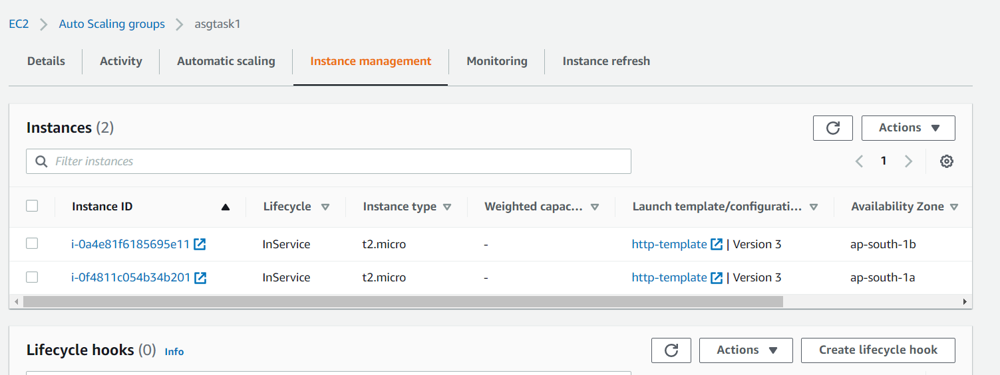 EC2 > Auto Scaling groups > asgtask1
Details Activity Automatic scaling Instance management Monitoring Instance refresh
Instances (2) Actions
Filter instances 1
Instance ID Lifecycle Instance type Weighted capac... Launch template/configurati... Availability Zone
i-0a4e81f6185695e11 InService t2.micro - http-template | Version 3 ap-south-1b
i-0f4811c054b34b201 InService t2.micro - http-template | Version 3 ap-south-1a
Lifecycle hooks (0) Info Actions Create lifecycle hook